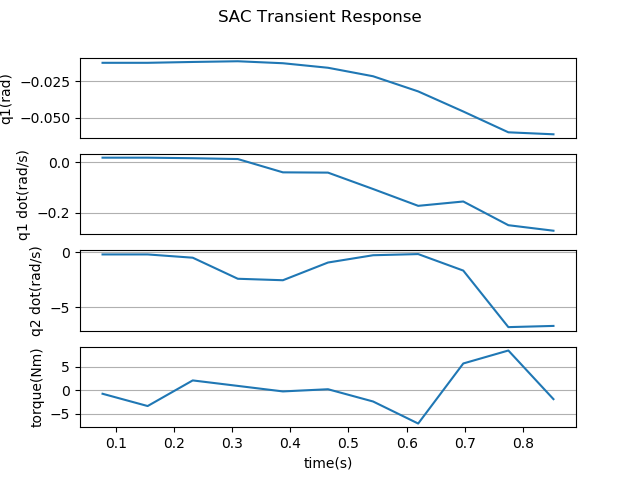 SAC Transient Response
q1(rad)
−0.025
−0.050
q1 dot(rad/s)
0.0
−0.2
q2 dot(rad/s)
0
−5
torque(Nm)
5
0
−5
0.1 0.2 0.3 0.4 0.5 0.6 0.7 0.8
time(s)